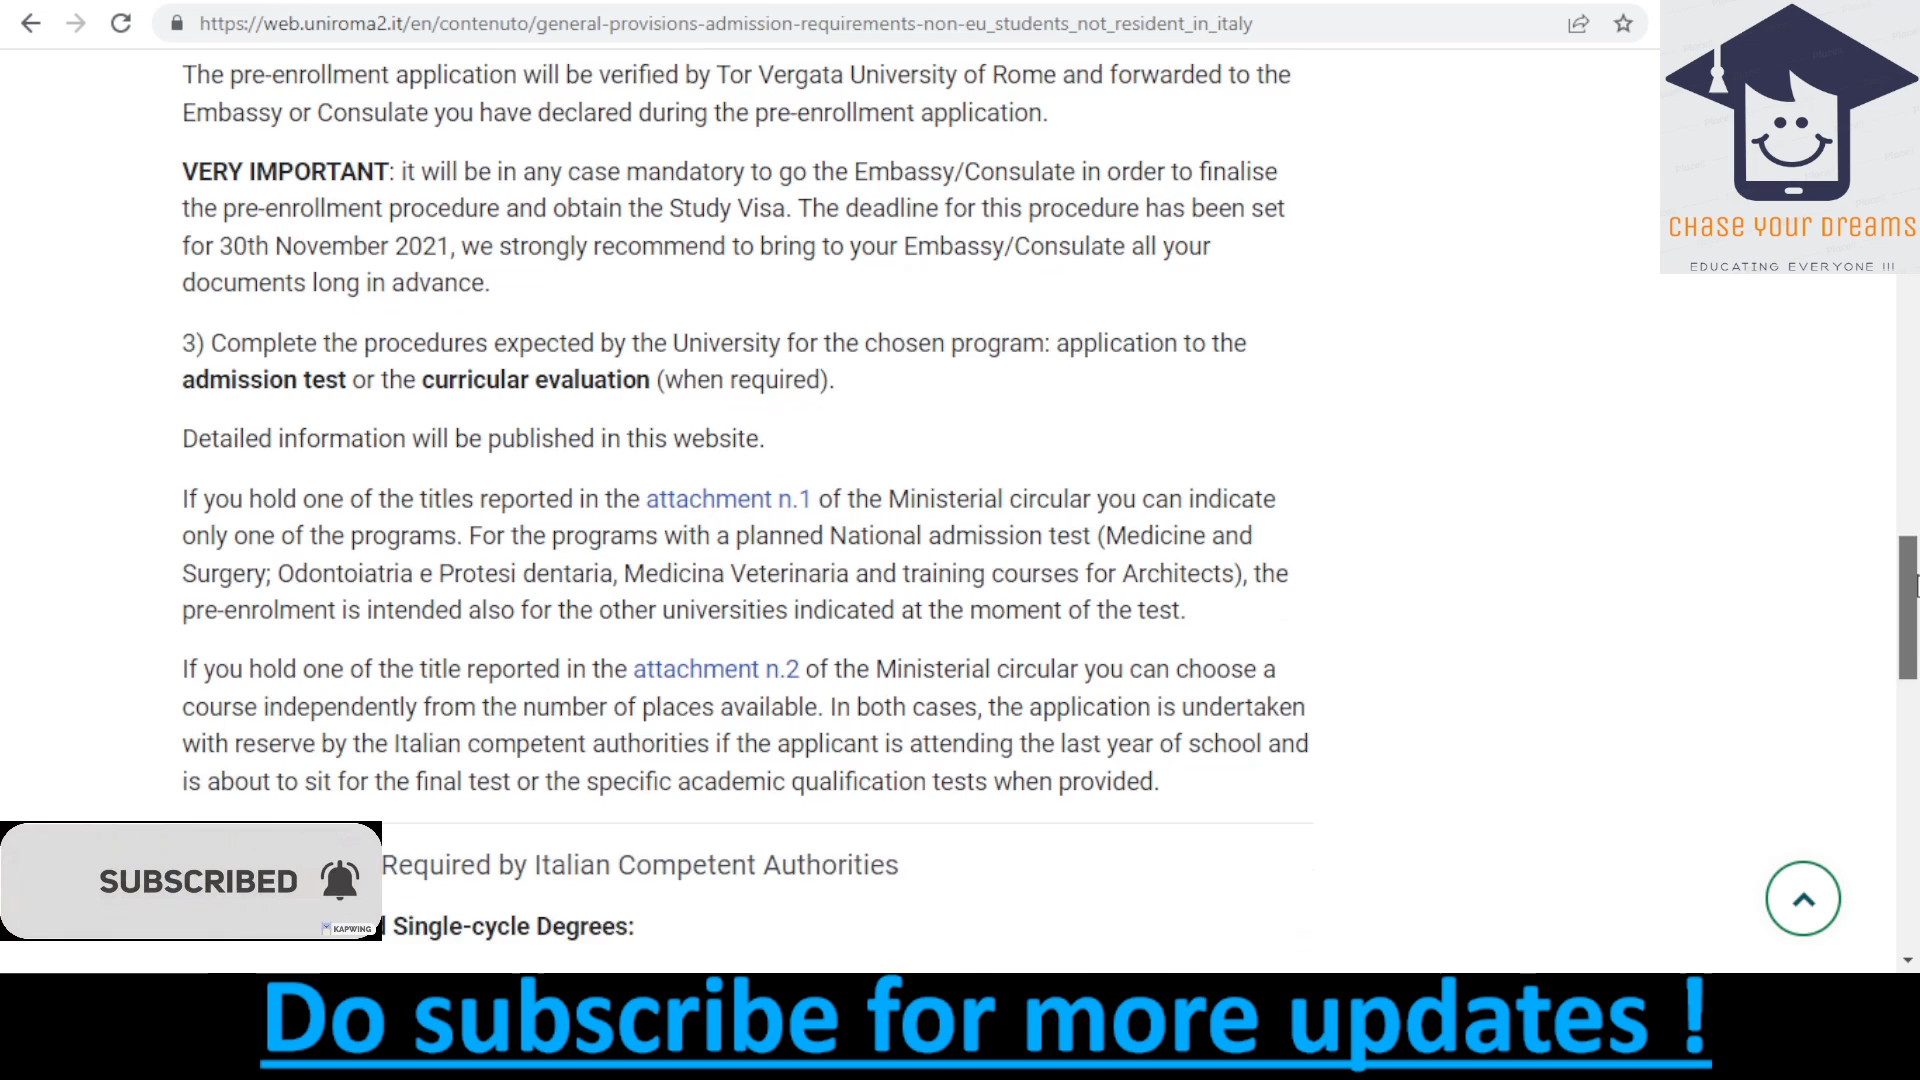 https://web.uniroma2.it/en/contenuto/general-provisions-admission-requirements-non-eu_students_not_resident_in_italy
The pre-enrollment application will be verified by Tor Vergata University of Rome and forwarded to the
Embassy or Consulate you have declared during the pre-enrollment application.
VERY IMPORTANT: it will be in any case mandatory to go the Embassy/Consulate in order to finalise
the pre-enrollment procedure and obtain the Study Visa. The deadline for this procedure has been set
for 30th November 2021, we strongly recommend to bring to your Embassy/Consulate all your
documents long in advance.
3) Complete the procedures expected by the University for the chosen program: application to the
admission test or the curricular evaluation (when required).
Detailed information will be published in this website.
If you hold one of the titles reported in the attachment n.1 of the Ministerial circular you can indicate
only one of the programs. For the programs with a planned National admission test (Medicine and
Surgery; Odontoiatria e Protesi dentaria, Medicina Veterinaria and training courses for Architects), the
pre-enrolment is intended also for the other universities indicated at the moment of the test.
If you hold one of the title reported in the attachment n.2 of the Ministerial circular you can choose a
course independently from the number of places available. In both cases, the application is undertaken
with reserve by the Italian competent authorities if the applicant is attending the last year of school and
is about to sit for the final test or the specific academic qualification tests when provided.
Required by Italian Competent Authorities
Single-cycle Degrees:
CHASE YOUR DREAMS
EDUCATING EVERYONE !!!
SUBSCRIBED
KAPWING
Do subscribe for more updates !